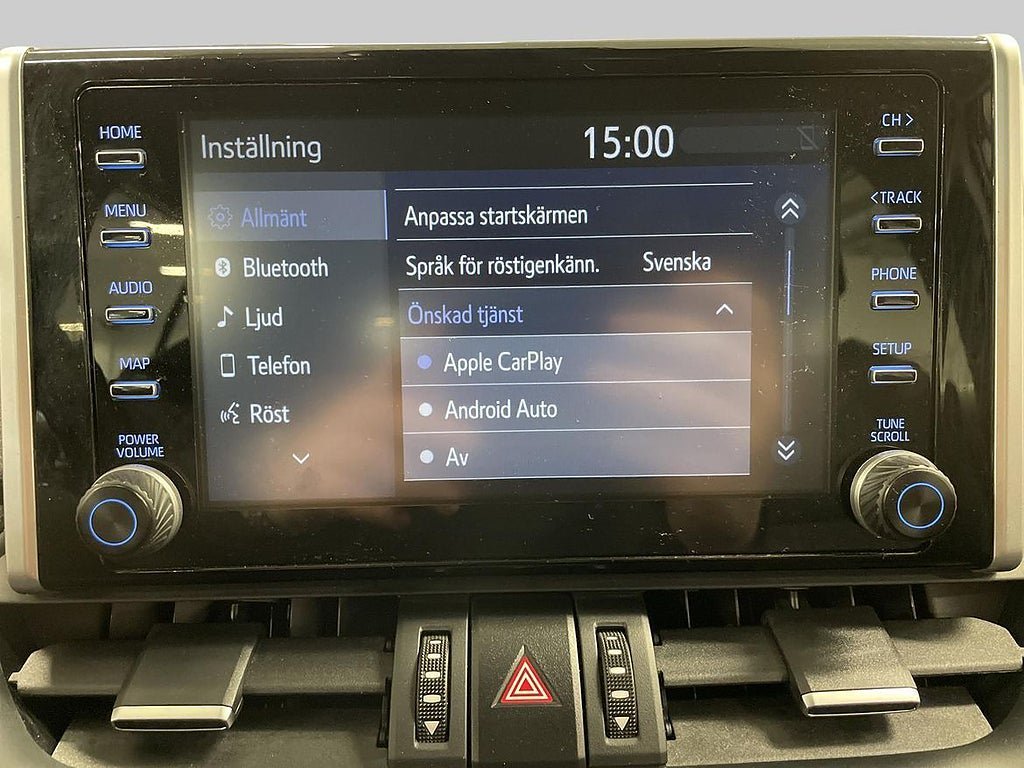 HOME
MENU
AUDIO
MAP
POWER
VOLUME
Inställning
15:00
Allmänt
Bluetooth
Ljud
Telefon
Röst
Anpassa startskärmen
Språk för röstigenkänn. Svenska
Önskad tjänst
Apple CarPlay
Android Auto
Av
CH >
<TRACK
PHONE
SETUP
TUNE
SCROLL